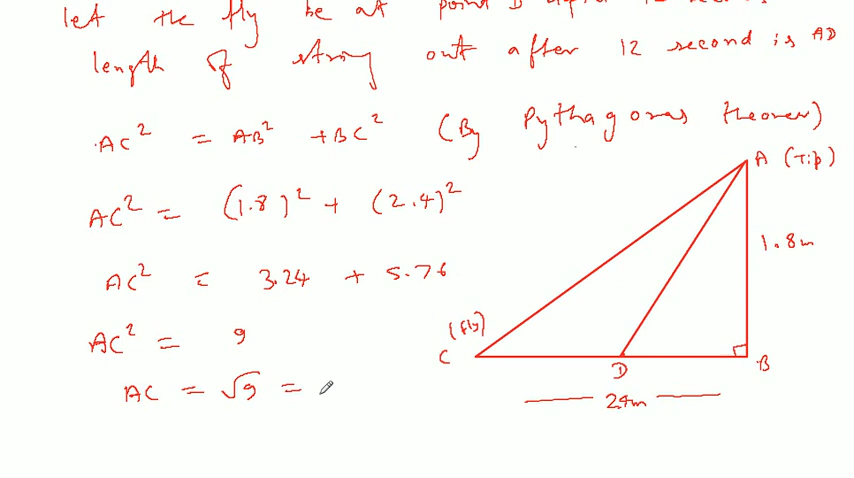 let the fly be at point D
length of string out after 12 second is AD
AC² = AB² + BC² (By Pythagoras theorem)
AC² = (1.8)² + (2.4)²
AC² = 3.24 + 5.76
AC² = 9
AC = √9 =
A (Tip)
1.8m
(fly)
C
D
B
2.4m